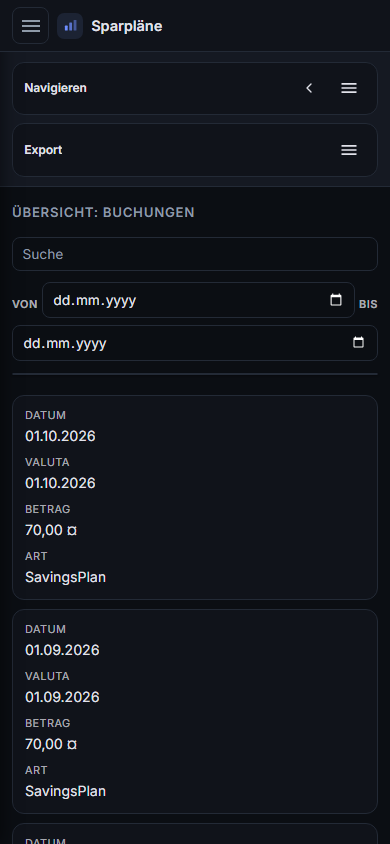 Sparpläne
Navigieren
Export
ÜBERSICHT: BUCHUNGEN
Suche
VON dd.mm.yyyy BIS
dd.mm.yyyy
DATUM
01.10.2026
VALUTA
01.10.2026
BETRAG
70,00 ¤
ART
SavingsPlan
DATUM
01.09.2026
VALUTA
01.09.2026
BETRAG
70,00 ¤
ART
SavingsPlan
DATUM